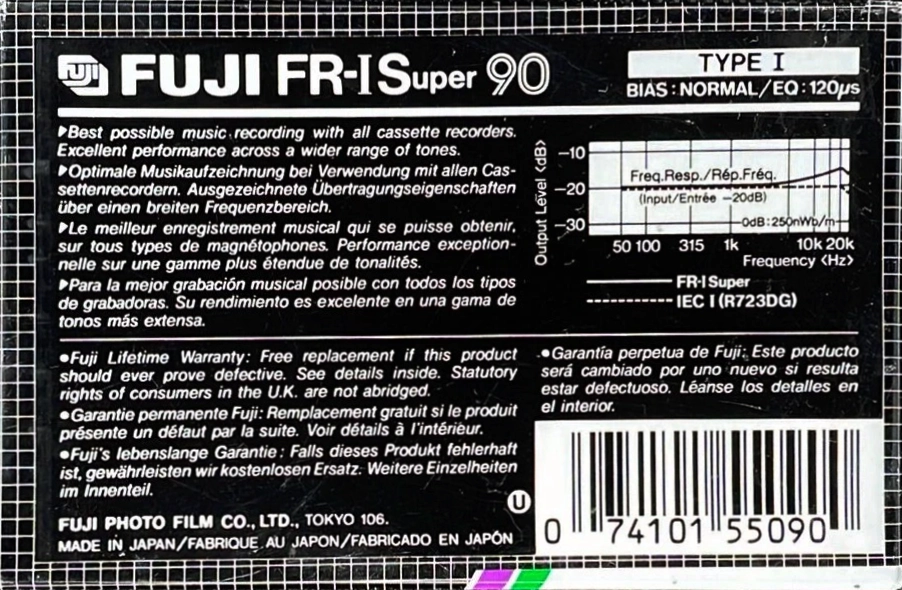 FUJI FUJI FR-I Super 90
TYPE I
BIAS : NORMAL/EQ : 120µs
▶Best possible music recording with all cassette recorders.
Excellent performance across a wider range of tones.
▶Optimale Musikaufzeichnung bei Verwendung mit allen Cas-
settenrecordern. Ausgezeichnete Übertragungseigenschaften
über einen breiten Frequenzbereich.
▶Le meilleur enregistrement musical qui se puisse obtenir,
sur tous types de magnétophones. Performance exception-
nelle sur une gamme plus étendue de tonalités.
▶Para la mejor grabación musical posible con todos los tipos
de grabadoras. Su rendimiento es excelente en una gama de
tonos más extensa.
Output Level <dB>
−10
−20
−30
Freq.Resp./Rép.Fréq.
(Input/Entrée −20dB)
0dB : 250nWb/m
50 100 315 1k 10k 20k
Frequency <Hz>
FR-I Super
IEC I (R723DG)
●Fuji Lifetime Warranty: Free replacement if this product
should ever prove defective. See details inside. Statutory
rights of consumers in the U.K. are not abridged.
●Garantie permanente Fuji: Remplacement gratuit si le produit
présente un défaut par la suite. Voir détails à l'intérieur.
●Fuji's lebenslange Garantie : Falls dieses Produkt fehlerhaft
ist, gewährleisten wir kostenlosen Ersatz. Weitere Einzelheiten
im Innenteil.
●Garantía perpetua de Fuji: Este producto
será cambiado por uno nuevo si resulta
estar defectuoso. Léanse los detalles en
el interior.
U
FUJI PHOTO FILM CO., LTD., TOKYO 106.
MADE IN JAPAN/FABRIQUE AU JAPON/FABRICADO EN JAPÓN
0 74101 55090